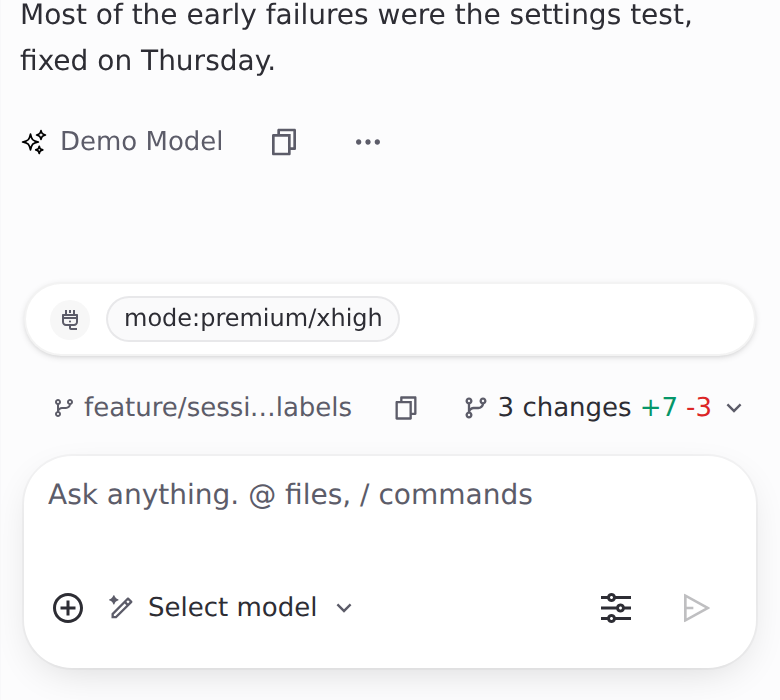 Most of the early failures were the settings test,
fixed on Thursday.
Demo Model
mode:premium/xhigh
feature/sessi...labels 3 changes +7 -3
Ask anything. @ files, / commands
Select model